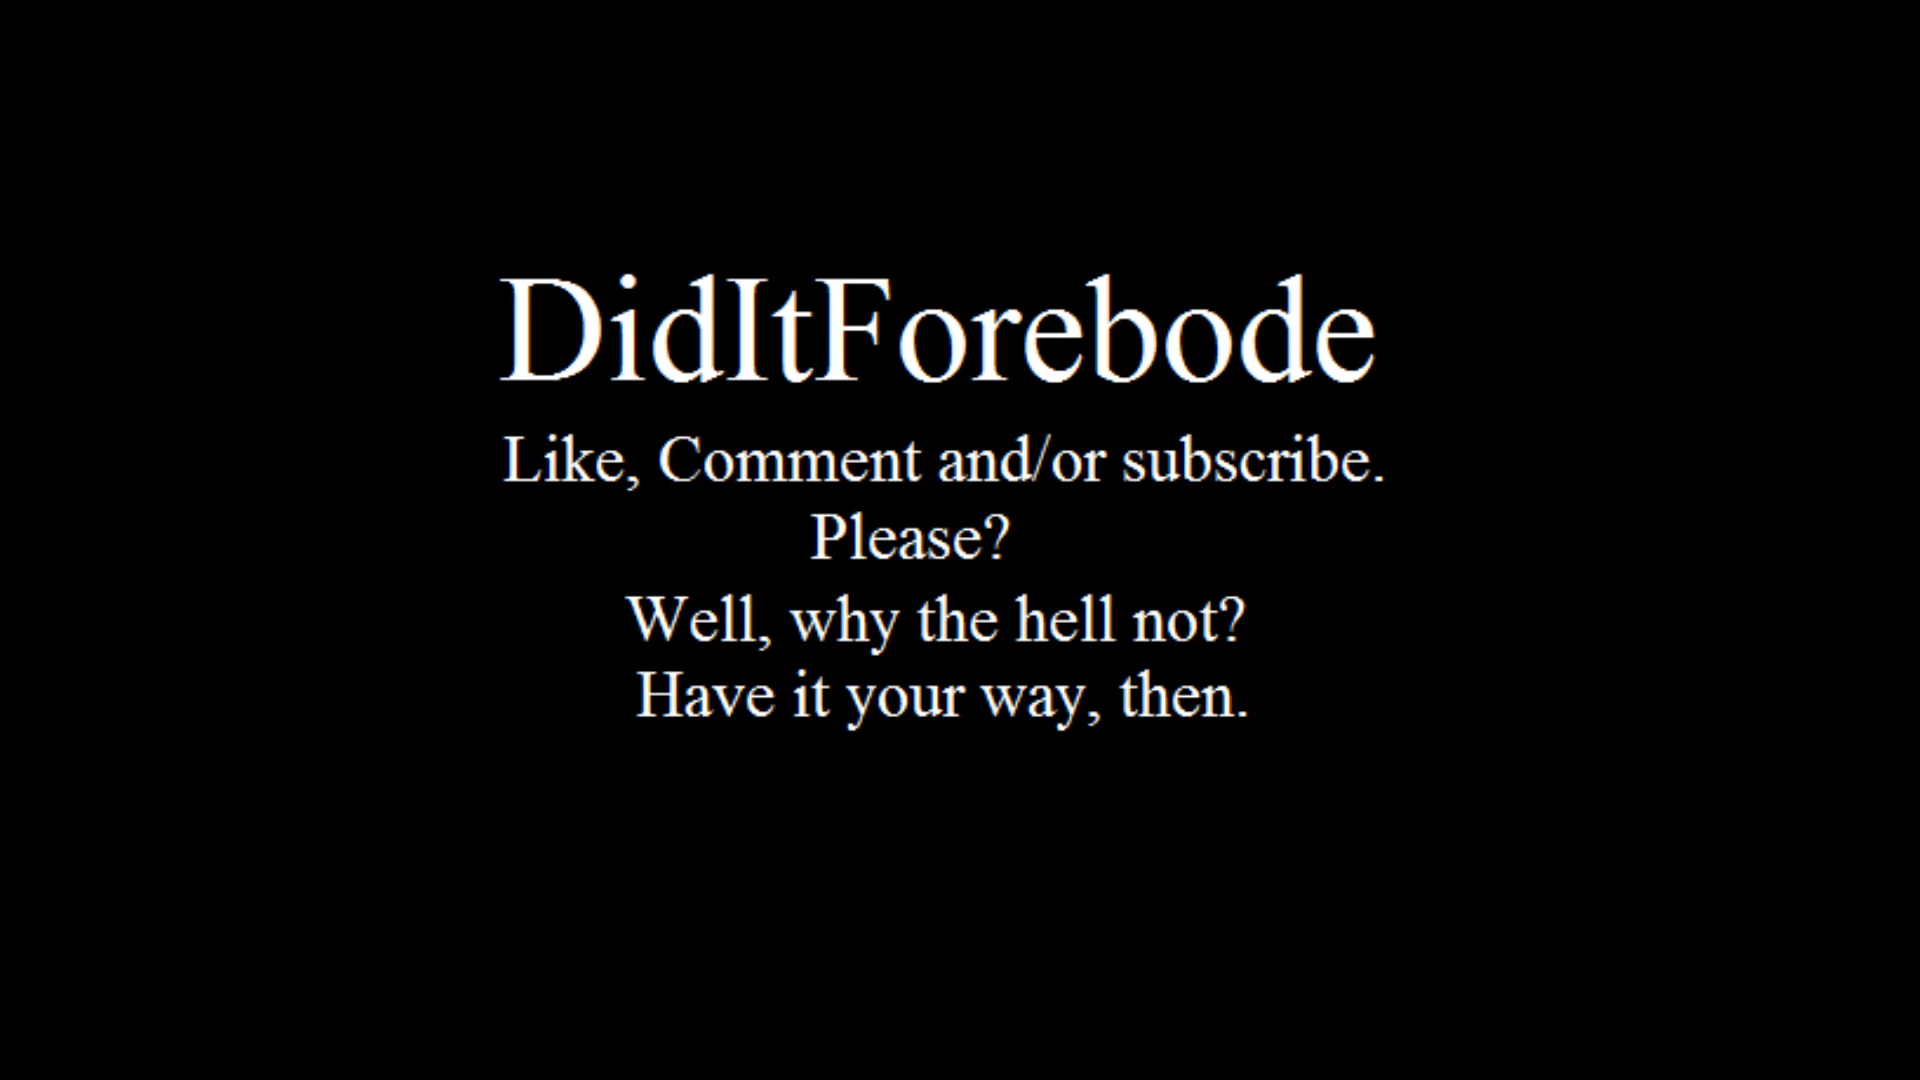 DidItForebode
Like, Comment and/or subscribe.
Please?
Well, why the hell not?
Have it your way, then.